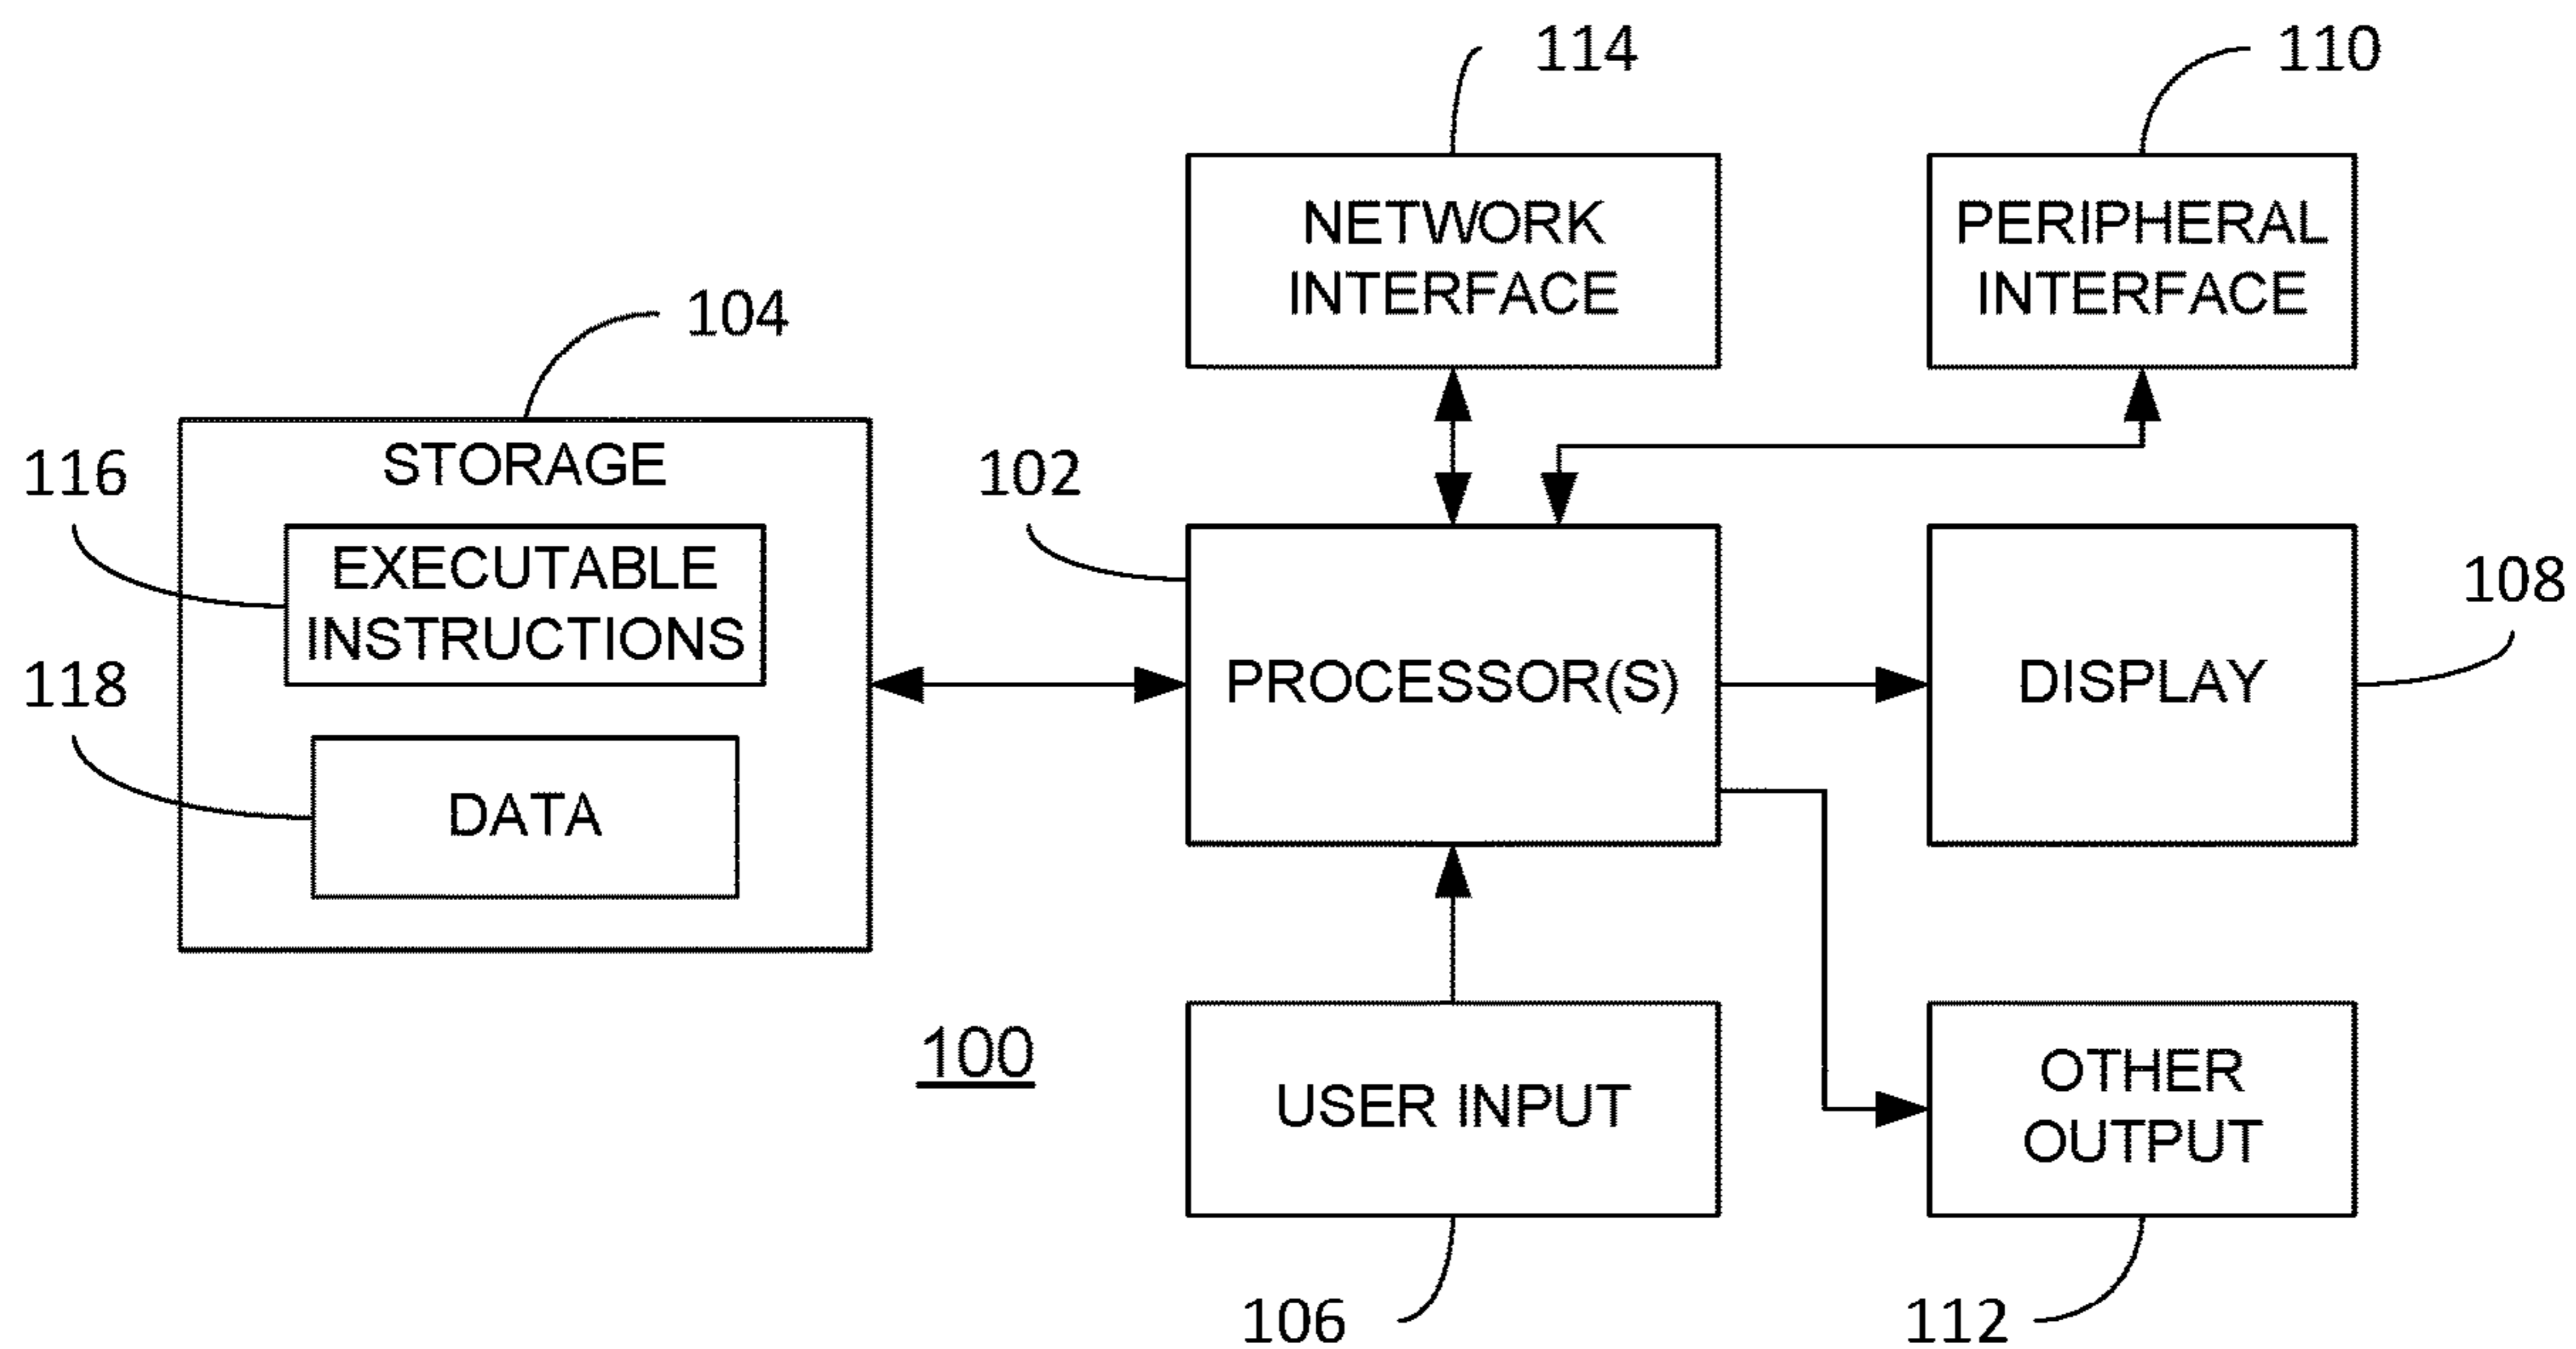 114
110
NETWORK
INTERFACE
PERIPHERAL
INTERFACE
104
STORAGE
116
EXECUTABLE
INSTRUCTIONS
118
DATA
102
PROCESSOR(S)
DISPLAY
108
100
USER INPUT
OTHER
OUTPUT
106
112